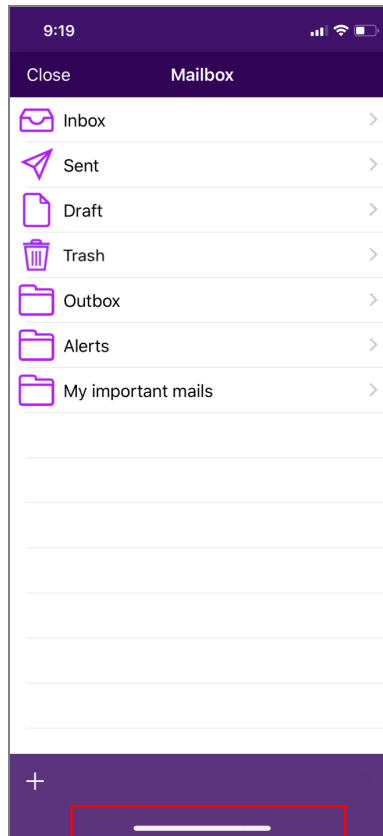 9:19
Close Mailbox
Inbox
Sent
Draft
Trash
Outbox
Alerts
My important mails
+